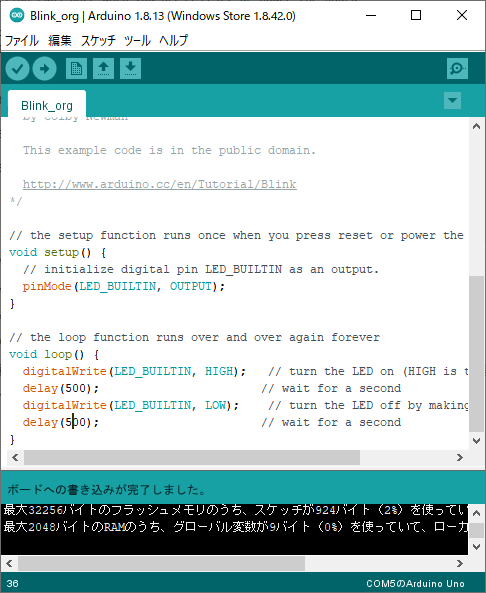 Blink_org | Arduino 1.8.13 (Windows Store 1.8.42.0)
ファイル 編集 スケッチ ツール ヘルプ
Blink_org
by Colby Newman
This example code is in the public domain.
http://www.arduino.cc/en/Tutorial/Blink
*/
// the setup function runs once when you press reset or power the
void setup() {
// initialize digital pin LED_BUILTIN as an output.
pinMode(LED_BUILTIN, OUTPUT);
}
// the loop function runs over and over again forever
void loop() {
digitalWrite(LED_BUILTIN, HIGH);   // turn the LED on (HIGH is t
delay(500);                       // wait for a second
digitalWrite(LED_BUILTIN, LOW);    // turn the LED off by making
delay(500);                       // wait for a second
}
ボードへの書き込みが完了しました。
最大32256バイトのフラッシュメモリのうち、スケッチが924バイト（2%）を使ってい
最大2048バイトのRAMのうち、グローバル変数が9バイト（0%）を使っていて、ローカ
36 COM5のArduino Uno